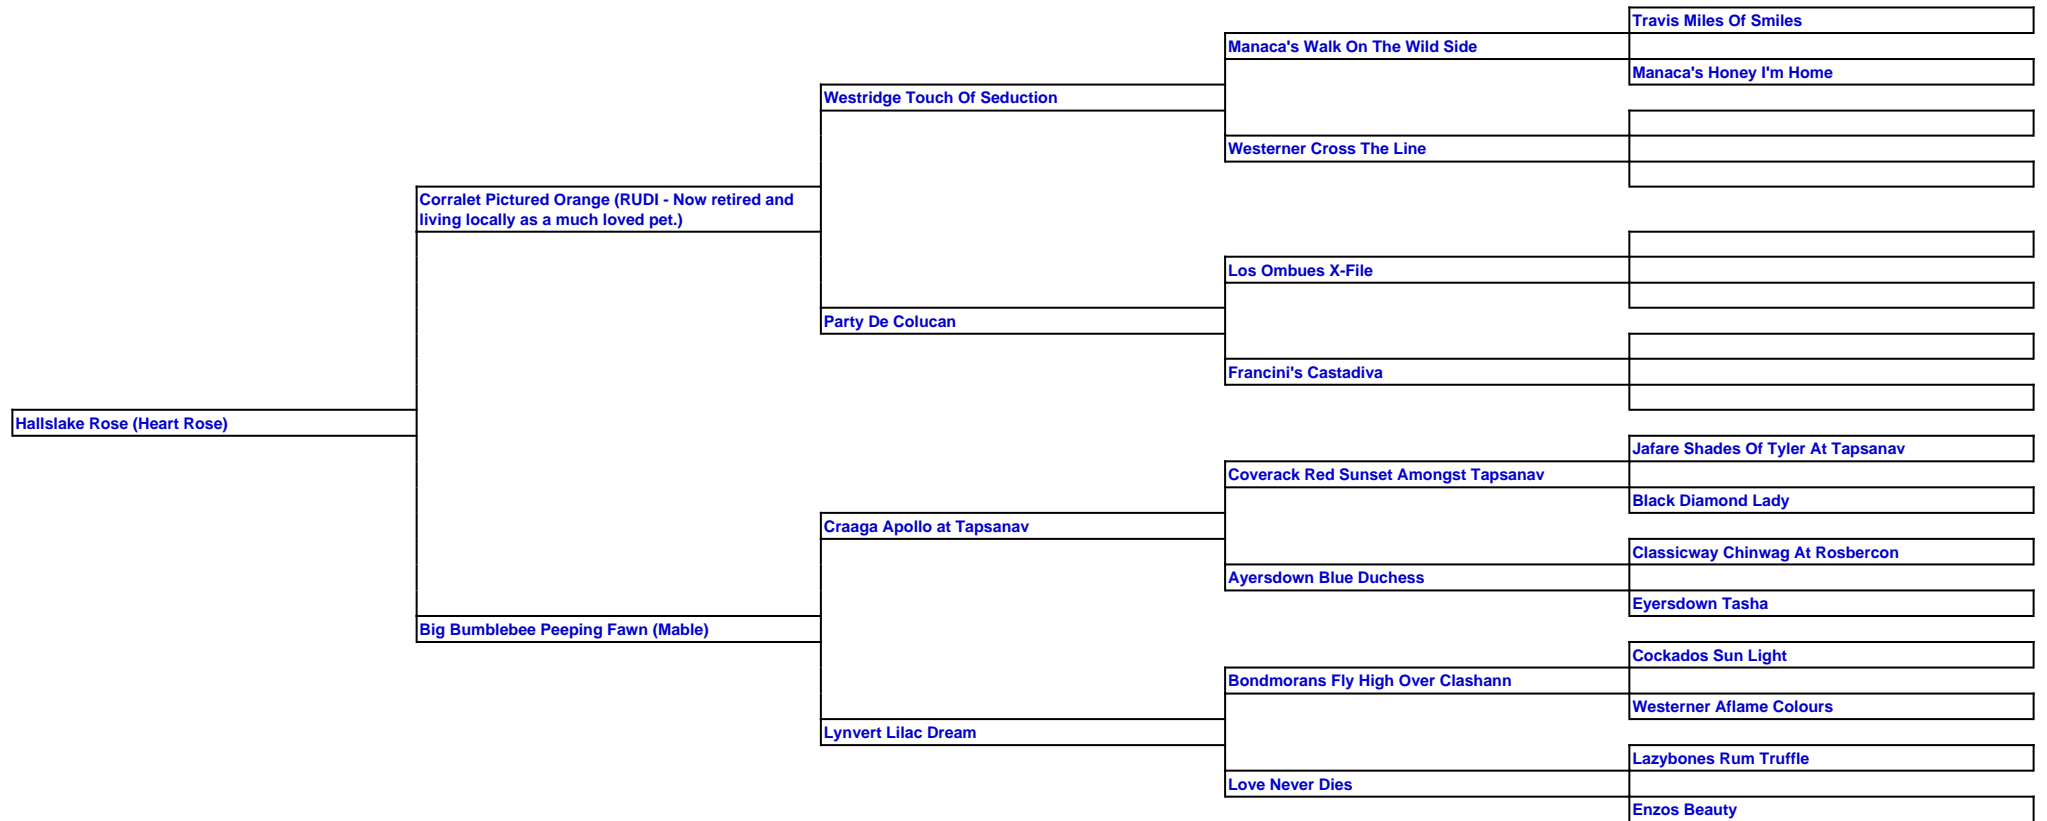 Travis Miles Of Smiles
Manaca's Walk On The Wild Side
Manaca's Honey I'm Home
Westridge Touch Of Seduction
Westerner Cross The Line
Corralet Pictured Orange (RUDI - Now retired and
living locally as a much loved pet.)
Los Ombues X-File
Party De Colucan
Francini's Castadiva
Hallslake Rose (Heart Rose)
Jafare Shades Of Tyler At Tapsanav
Coverack Red Sunset Amongst Tapsanav
Black Diamond Lady
Craaga Apollo at Tapsanav
Classicway Chinwag At Rosbercon
Ayersdown Blue Duchess
Eyersdown Tasha
Big Bumblebee Peeping Fawn (Mable)
Cockados Sun Light
Bondmorans Fly High Over Clashann
Westerner Aflame Colours
Lynvert Lilac Dream
Lazybones Rum Truffle
Love Never Dies
Enzos Beauty